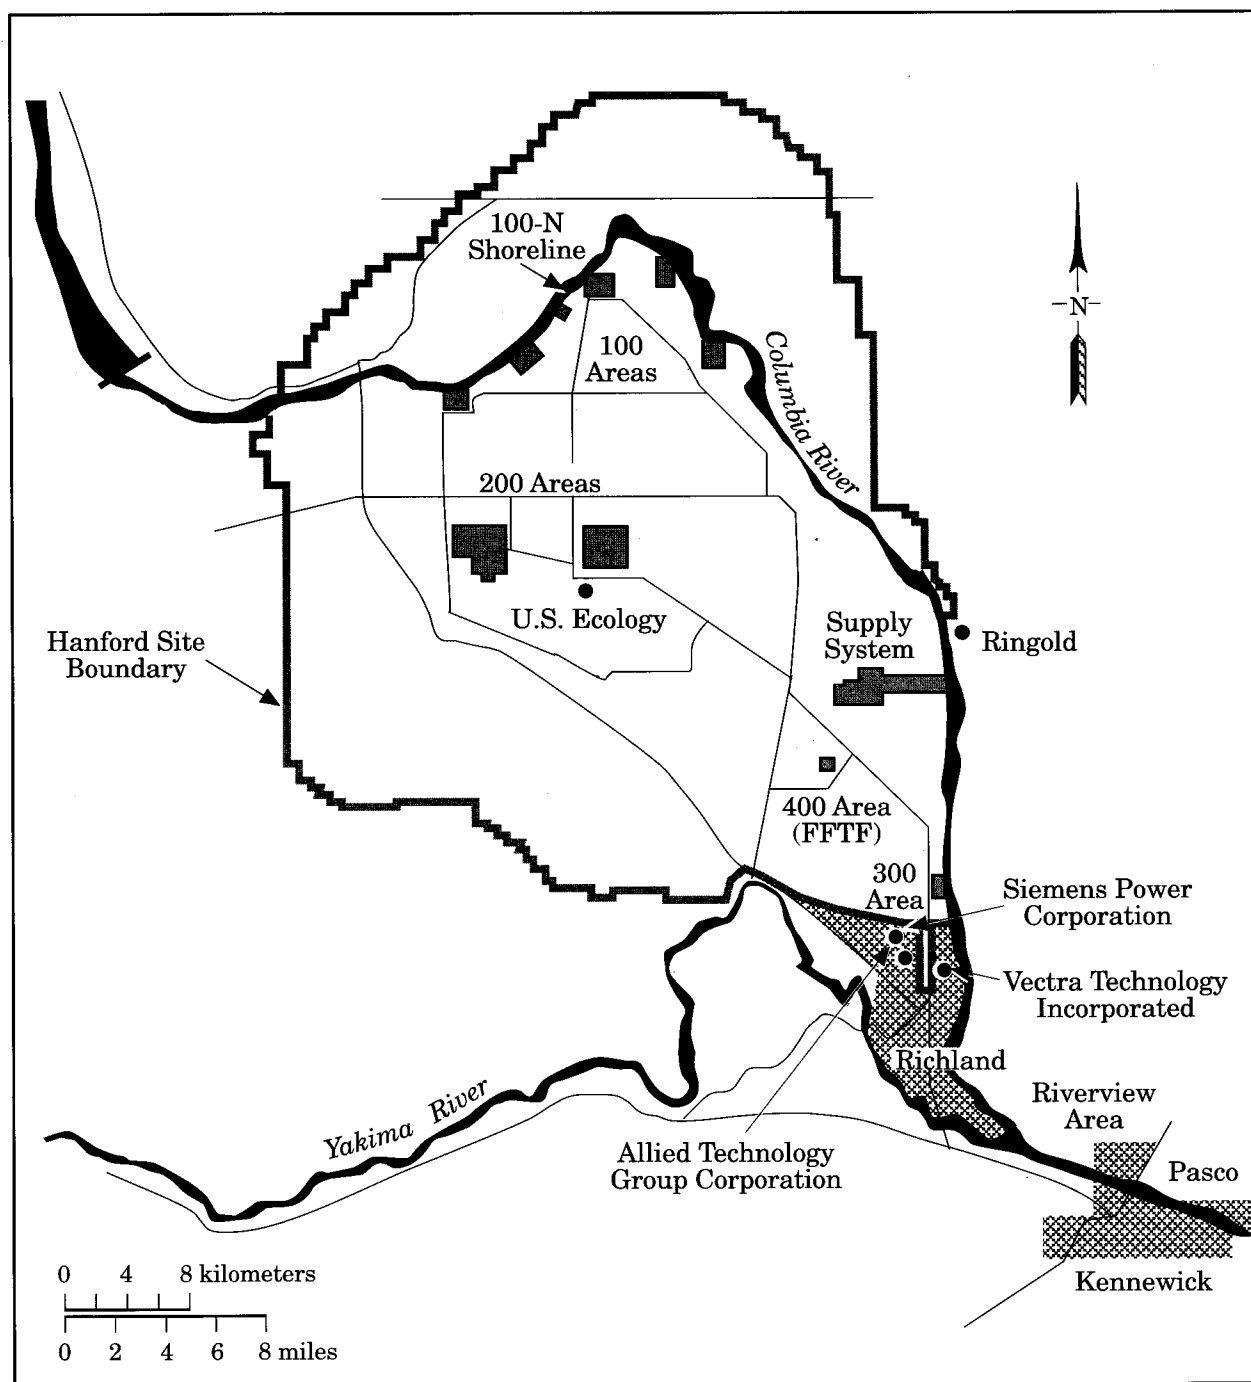 100-N
Shoreline
N
100
Areas
Columbia River
200 Areas
U.S. Ecology
Supply
System
Ringold
Hanford Site
Boundary
400 Area
(FFTF)
300
Area
Siemens Power
Corporation
Vectra Technology
Incorporated
Richland
Riverview
Area
Yakima River
Allied Technology
Group Corporation
Pasco
Kennewick
0 4 8 kilometers
0 2 4 6 8 miles